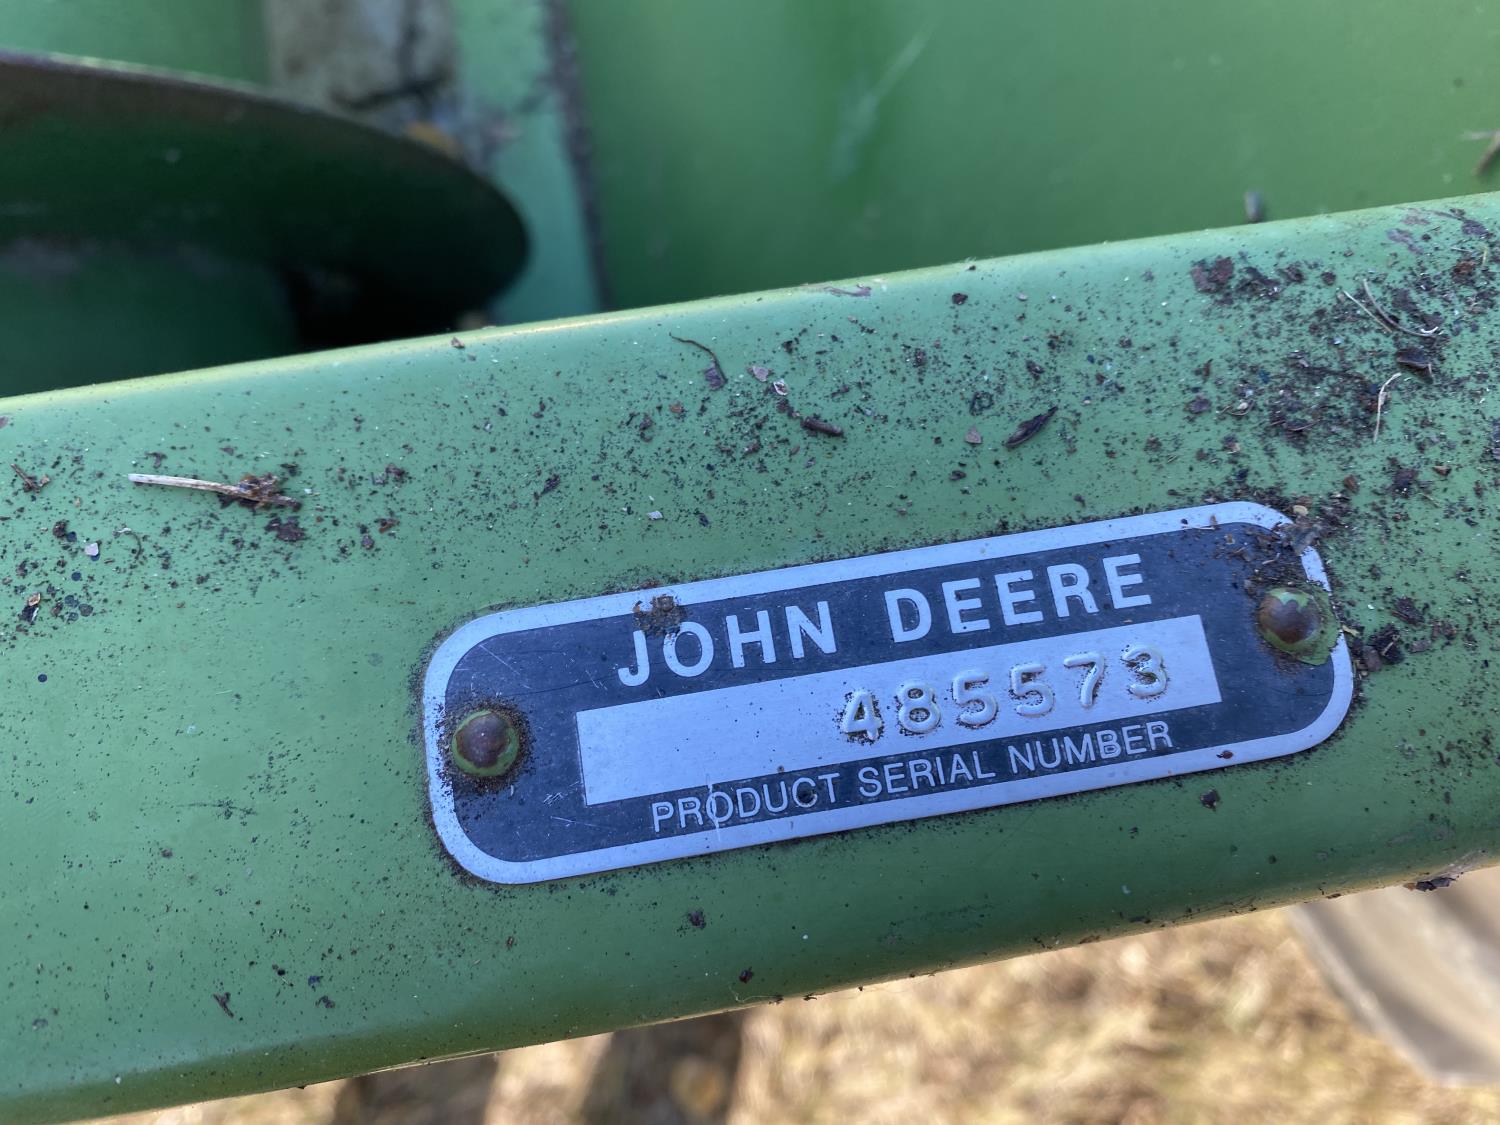 JOHN DEERE
485573
PRODUCT SERIAL NUMBER